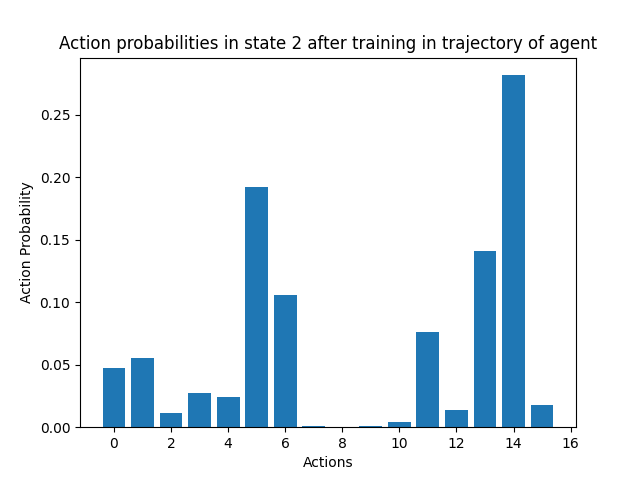 Action probabilities in state 2 after training in trajectory of agent
0.25
0.20
0.15
0.10
0.05
0.00
Action Probability
0 2 4 6 8 10 12 14 16
Actions